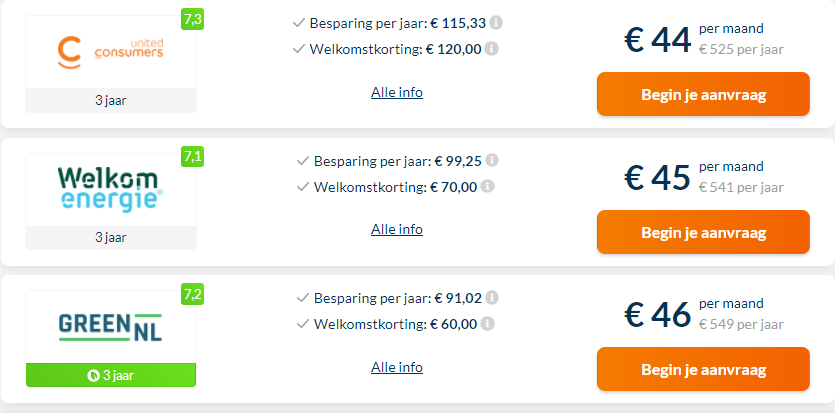 7,3
united
consumers
3 jaar
Besparing per jaar: € 115,33
Welkomstkorting: € 120,00
Alle info
€ 44 per maand
€ 525 per jaar
Begin je aanvraag
7,1
Welkom
energie
3 jaar
Besparing per jaar: € 99,25
Welkomstkorting: € 70,00
Alle info
€ 45 per maand
€ 541 per jaar
Begin je aanvraag
7,2
GREEN
NL
3 jaar
Besparing per jaar: € 91,02
Welkomstkorting: € 60,00
Alle info
€ 46 per maand
€ 549 per jaar
Begin je aanvraag